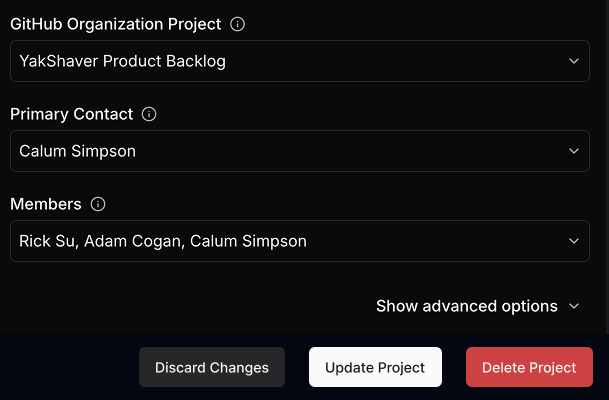 GitHub Organization Project
YakShaver Product Backlog
Primary Contact
Calum Simpson
Members
Rick Su, Adam Cogan, Calum Simpson
Show advanced options
Discard Changes
Update Project
Delete Project